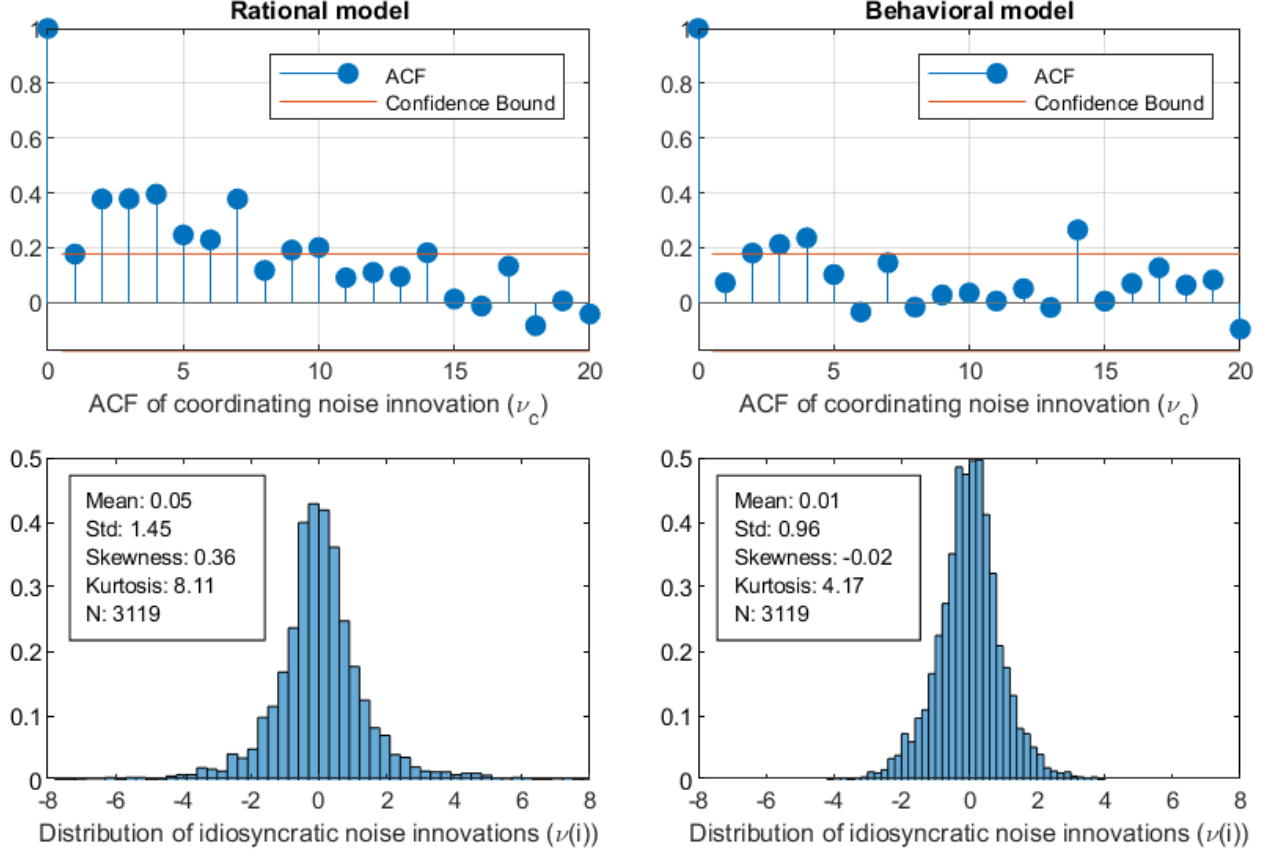 Rational model
1
0.8
0.6
0.4
0.2
0
0 5 10 15 20
ACF
Confidence Bound
ACF of coordinating noise innovation (ν_c)
Behavioral model
1
0.8
0.6
0.4
0.2
0
0 5 10 15 20
ACF
Confidence Bound
ACF of coordinating noise innovation (ν_c)
0.5
0.4
0.3
0.2
0.1
0
-8 -6 -4 -2 0 2 4 6 8
Mean: 0.05
Std: 1.45
Skewness: 0.36
Kurtosis: 8.11
N: 3119
Distribution of idiosyncratic noise innovations (ν(i))
0.5
0.4
0.3
0.2
0.1
0
-8 -6 -4 -2 0 2 4 6 8
Mean: 0.01
Std: 0.96
Skewness: -0.02
Kurtosis: 4.17
N: 3119
Distribution of idiosyncratic noise innovations (ν(i))